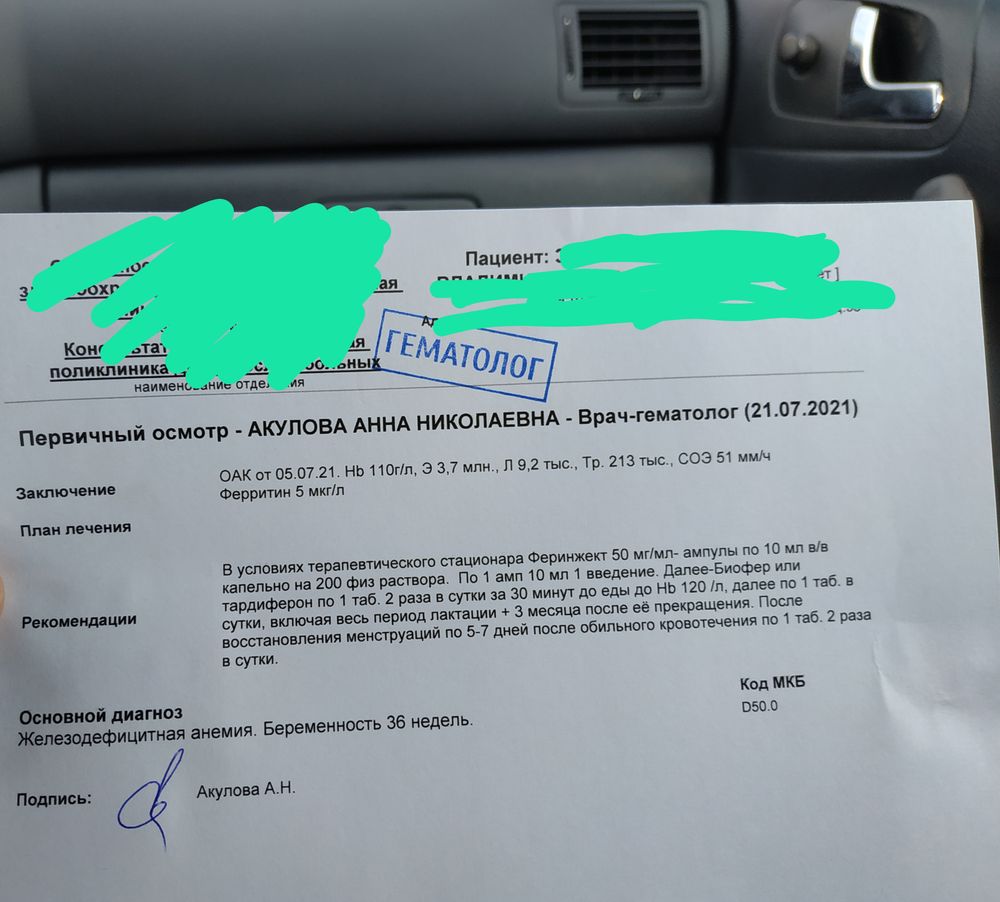 Пациент:
поликлиника
наименование отделения
ГЕМАТОЛОГ
Первичный осмотр - АКУЛОВА АННА НИКОЛАЕВНА - Врач-гематолог (21.07.2021)
Заключение
ОАК от 05.07.21. Hb 110г/л, Э 3,7 млн., Л 9,2 тыс., Тр. 213 тыс., СОЭ 51 мм/ч
Ферритин 5 мкг/л
План лечения
Рекомендации
В условиях терапевтического стационара Феринжект 50 мг/мл- ампулы по 10 мл в/в
капельно на 200 физ раствора. По 1 амп 10 мл 1 введение. Далее-Биофер или
тардиферон по 1 таб. 2 раза в сутки за 30 минут до еды до Hb 120 /л, далее по 1 таб. в
сутки, включая весь период лактации + 3 месяца после её прекращения. После
восстановления менструаций по 5-7 дней после обильного кровотечения по 1 таб. 2 раза
в сутки.
Код МКБ
D50.0
Основной диагноз
Железодефицитная анемия. Беременность 36 недель.
Подпись: Акулова А.Н.